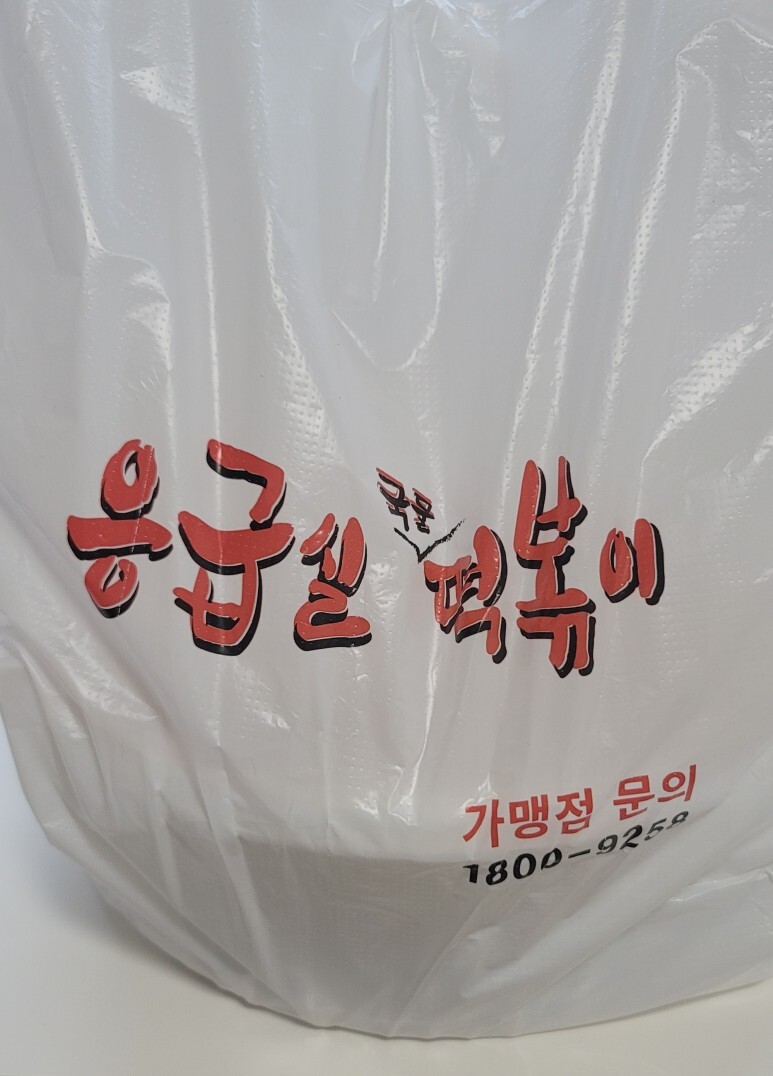 응급실 국물 떡볶이
가맹점 문의
1800-9258